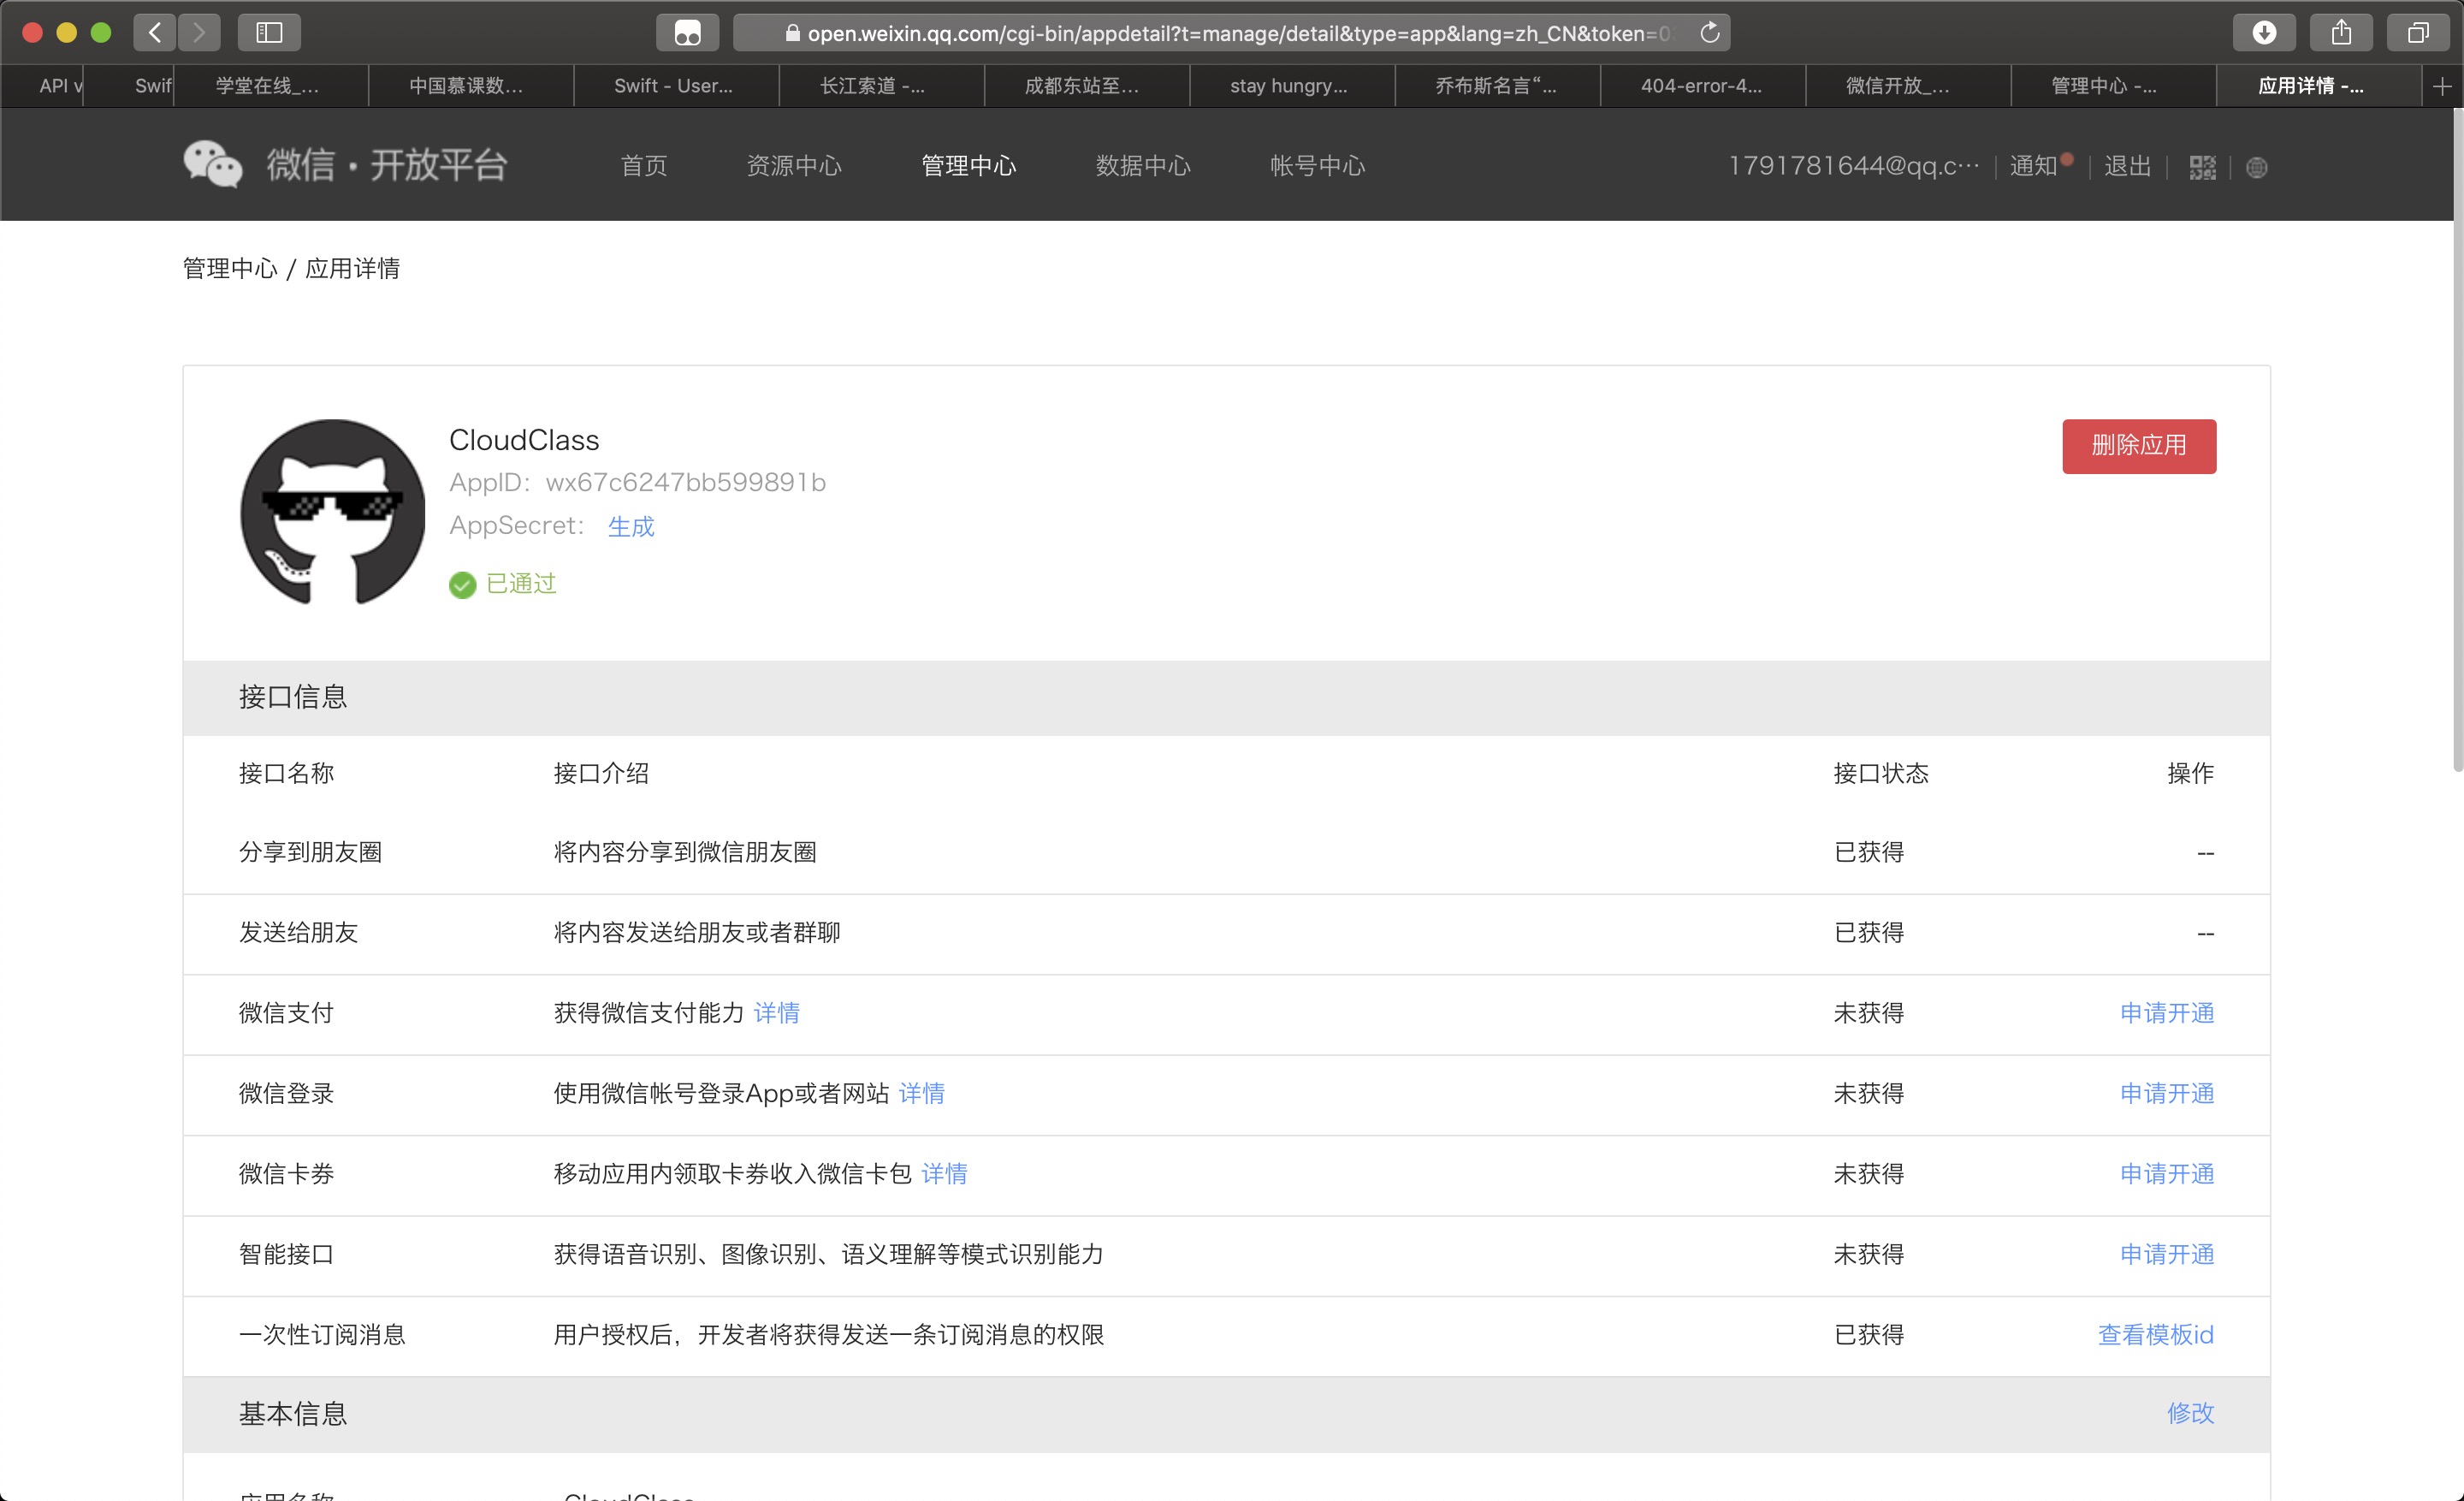 open.weixin.qq.com/cgi-bin/appdetail?t=manage/detail&type=app&lang=zh_CN&token=0
API v Swif 学堂在线_... 中国慕课数... Swift - User... 长江索道 -... 成都东站至... stay hungry... 乔布斯名言“... 404-error-4... 微信开放_... 管理中心 -... 应用详情 -...
微信·开放平台 首页 资源中心 管理中心 数据中心 帐号中心 1791781644@qq.c··· 通知 退出
管理中心 / 应用详情
CloudClass
删除应用
AppID: wx67c6247bb599891b
AppSecret: 生成
已通过
接口信息
接口名称 接口介绍 接口状态 操作
分享到朋友圈 将内容分享到微信朋友圈 已获得 --
发送给朋友 将内容发送给朋友或者群聊 已获得 --
微信支付 获得微信支付能力 详情 未获得 申请开通
微信登录 使用微信帐号登录App或者网站 详情 未获得 申请开通
微信卡券 移动应用内领取卡券收入微信卡包 详情 未获得 申请开通
智能接口 获得语音识别、图像识别、语义理解等模式识别能力 未获得 申请开通
一次性订阅消息 用户授权后，开发者将获得发送一条订阅消息的权限 已获得 查看模板id
基本信息 修改
应用名称 CloudClass